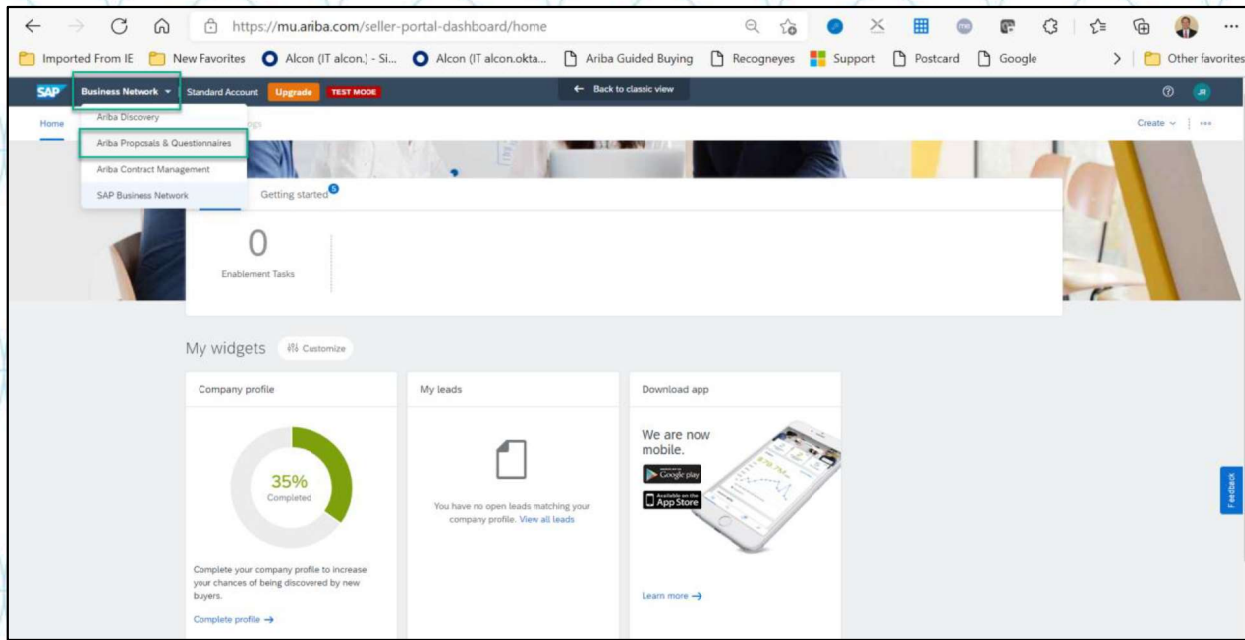 https://mu.ariba.com/seller-portal-dashboard/home
Imported From IE New Favorites Alcon (IT alcon.) - Si... Alcon (IT alcon.okta... Ariba Guided Buying Recogneyes Support Postcard Google Other favorites
SAP Business Network Standard Account Upgrade TEST MODE ← Back to classic view JR
Home Create
Ariba Discovery
Ariba Proposals & Questionnaires
Ariba Contract Management
SAP Business Network
Getting started 5
0
Enablement Tasks
My widgets Customize
Company profile My leads Download app
We are now
mobile.
Google play
Available on the
App Store
35%
Completed
You have no open leads matching your
company profile. View all leads
Complete your company profile to increase
your chances of being discovered by new
buyers.
Complete profile → Learn more →
Feedback